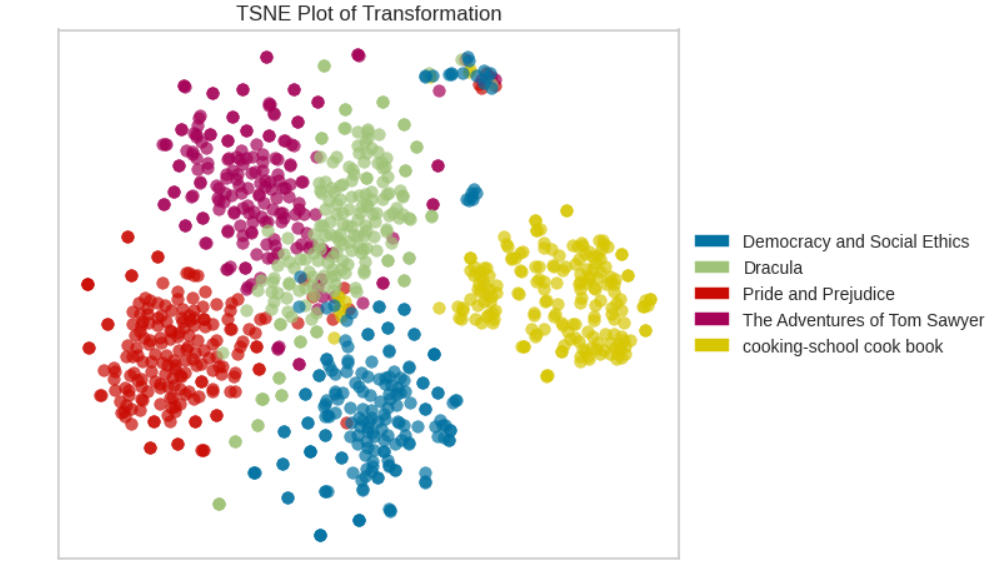 TSNE Plot of Transformation
Democracy and Social Ethics
Dracula
Pride and Prejudice
The Adventures of Tom Sawyer
cooking-school cook book